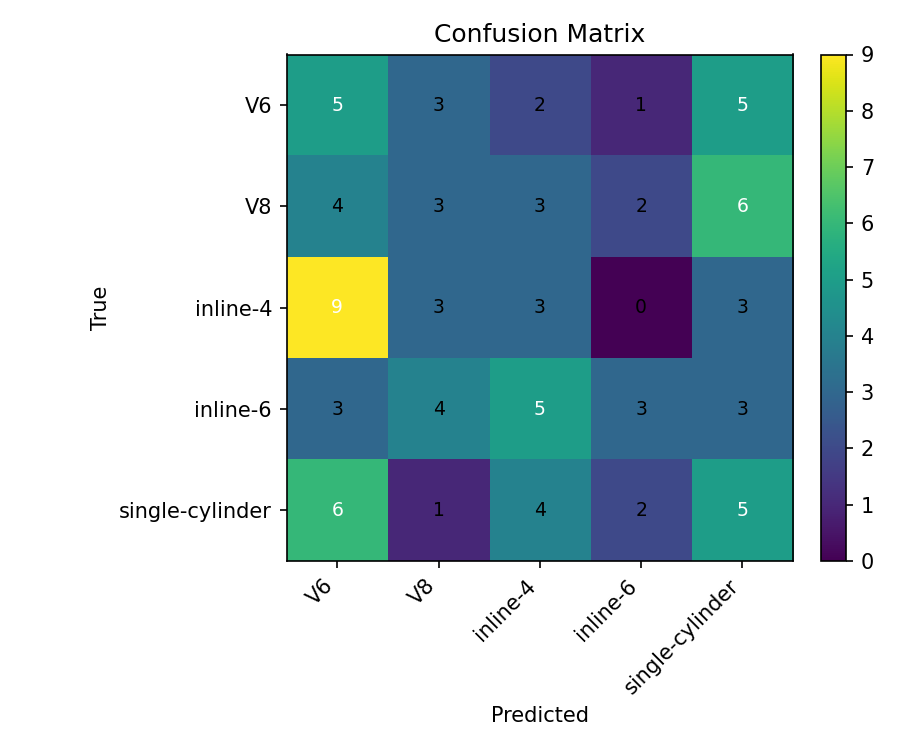 Confusion Matrix
True
V6 5 3 2 1 5
V8 4 3 3 2 6
inline-4 9 3 3 0 3
inline-6 3 4 5 3 3
single-cylinder 6 1 4 2 5
V6 V8 inline-4 inline-6 single-cylinder
Predicted
9
8
7
6
5
4
3
2
1
0